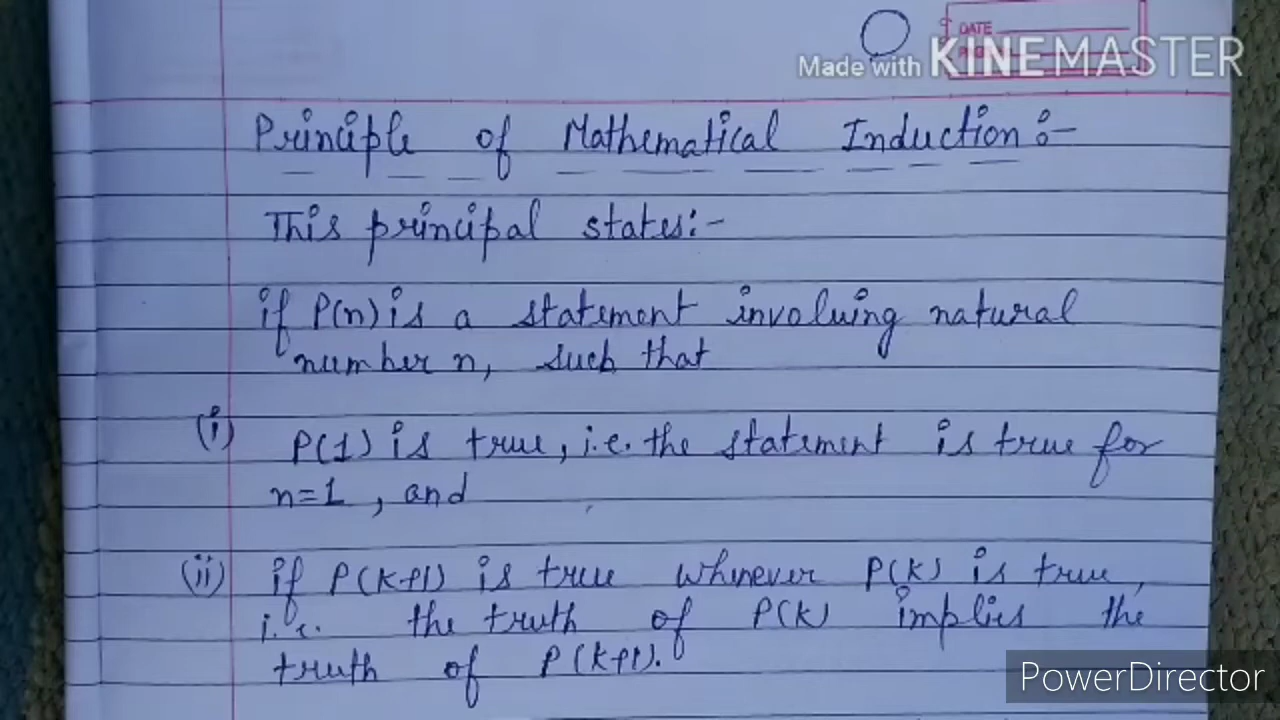 DATE
Made with KINEMASTER
Principle of Mathematical Induction :-
This principal states:-
if P(n) is a statement involving natural
number n, such that
(i) P(1) is true, i.e. the statement is true for
n=1, and
(ii) if P(k+1) is true whenever P(k) is true,
i.e. the truth of P(k) implies the
truth of P(k+1).
PowerDirector